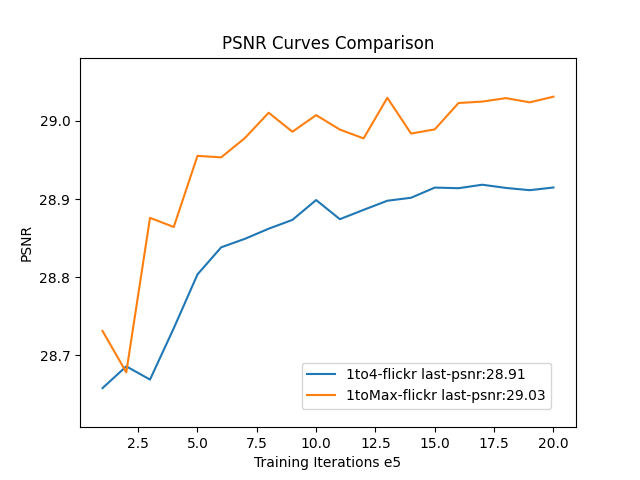 PSNR Curves Comparison
29.0
28.9
28.8
28.7
PSNR
1to4-flickr last-psnr:28.91
1toMax-flickr last-psnr:29.03
2.5 5.0 7.5 10.0 12.5 15.0 17.5 20.0
Training Iterations e5